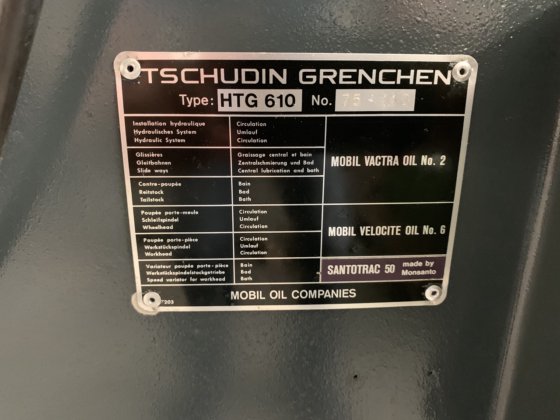 TSCHUDIN GRENCHEN
Type: HTG 610 No.
Installation hydraulique Circulation
Hydraulisches System Umlauf
Hydraulic System Circulation
Glissières Graissage central et bain
Gleitbahnen Zentralschmierung und Bad
Slide ways Central lubrication and bath
MOBIL VACTRA OIL No. 2
Contre-poupée Bain
Reitstock Bad
Tailstock Bath
Poupée porte-meule Circulation
Schleifspindel Umlauf
Wheelhead Circulation
MOBIL VELOCITE OIL No. 6
Poupée porte-pièce Circulation
Werkstückspindel Umlauf
Workhead Circulation
Variateur poupée porte-pièce Bain
Werkstückspindelstockgetriebe Bad
Speed variator for workhead Bath
SANTOTRAC 50 made by Monsanto
MOBIL OIL COMPANIES